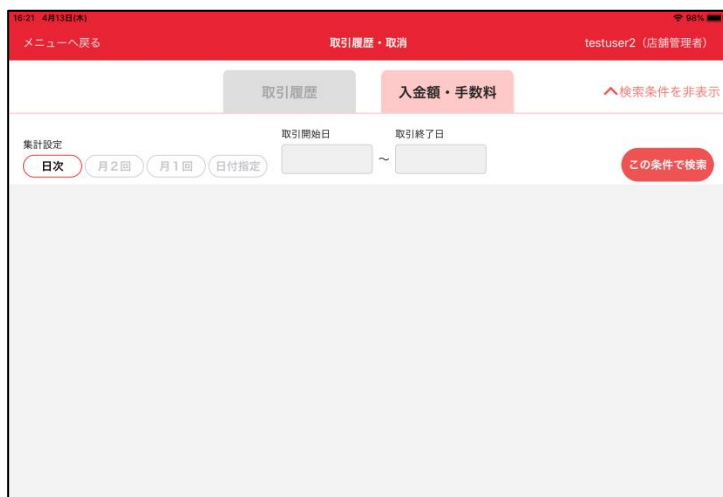 16:21 4月13日(木) 98%
メニューへ戻る 取引履歴・取消 testuser2（店舗管理者）
取引履歴 入金額・手数料 検索条件を非表示
集計設定 取引開始日 取引終了日
日次 月2回 月1回 日付指定 ～ この条件で検索